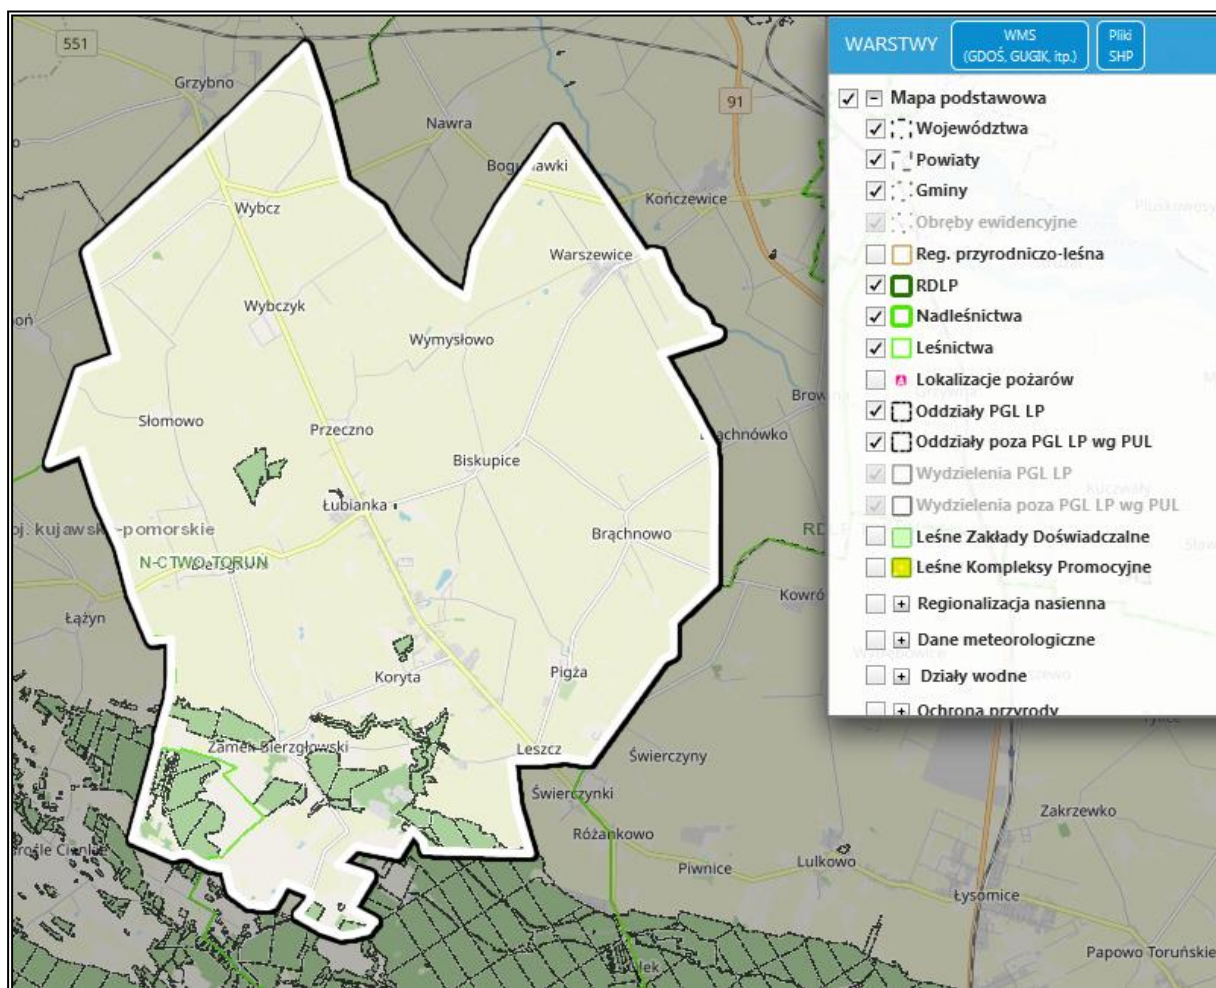 551
Grzybno
Nawra
91
Kończewice
Wybcz
Warszewice
Wybczyk
Wymysłowo
Słomowo
Przeczno
Biskupice
Łubianka
Brąchnowo
-pomorskie
N-CTWO TORUŃ
Łążyn
Koryta
Pigża
Zamek Bierzgłowski
Leszcz
Świerczyny
Świerczynki
Różankowo
Piwnice
Lulkowo
Zakrzewko
Łysomice
Papowo Toruńskie
WARSTWY
WMS
(GDOŚ, GUGIK, itp.)
Pliki
SHP
Mapa podstawowa
Województwa
Powiaty
Gminy
Obręby ewidencyjne
Reg. przyrodniczo-leśna
RDLP
Nadleśnictwa
Leśnictwa
Lokalizacje pożarów
Oddziały PGL LP
Oddziały poza PGL LP wg PUL
Wydzielenia PGL LP
Wydzielenia poza PGL LP wg PUL
Leśne Zakłady Doświadczalne
Leśne Kompleksy Promocyjne
Regionalizacja nasienna
Dane meteorologiczne
Działy wodne
Ochrona przyrody